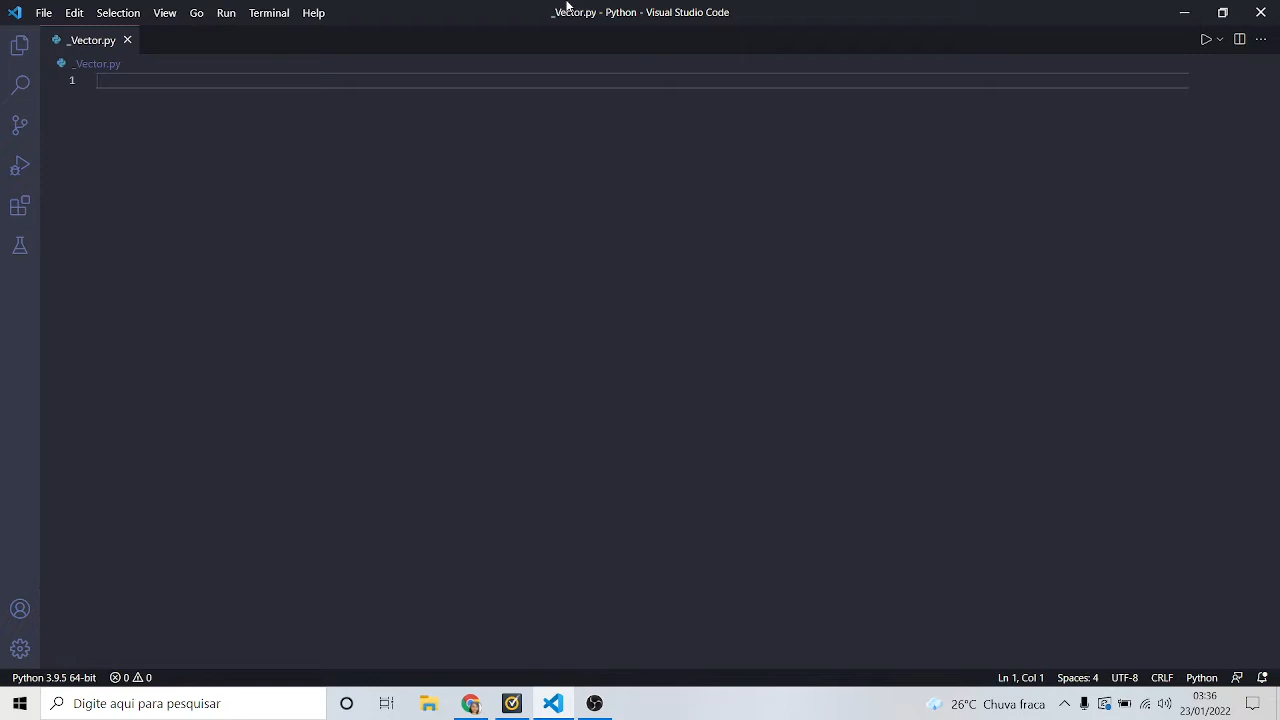 File Edit Selection View Go Run Terminal Help
_Vector.py - Python - Visual Studio Code
_Vector.py
_Vector.py
1
Python 3.9.5 64-bit
0 0
Ln 1, Col 1
Spaces: 4
UTF-8
CRLF
Python
Digite aqui para pesquisar
26°C Chuva fraca
03:36
23/01/2022